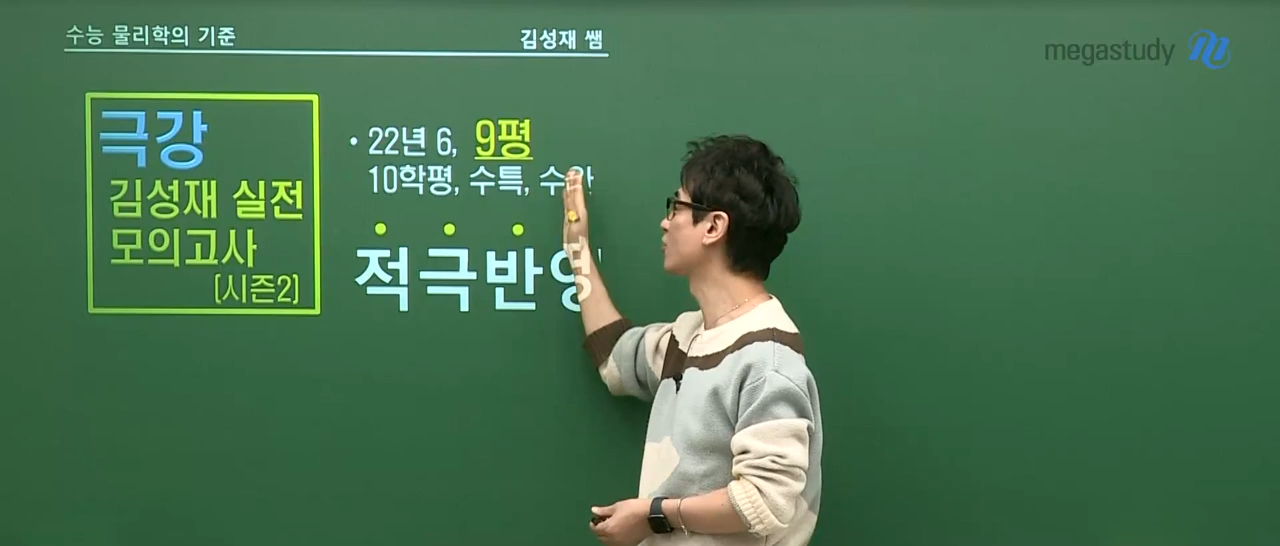 수능 물리학의 기준
김성재 쌤
megastudy
극강
김성재 실전
모의고사
[시즌2]
• 22년 6, 9평
10학평, 수특,
적극반영